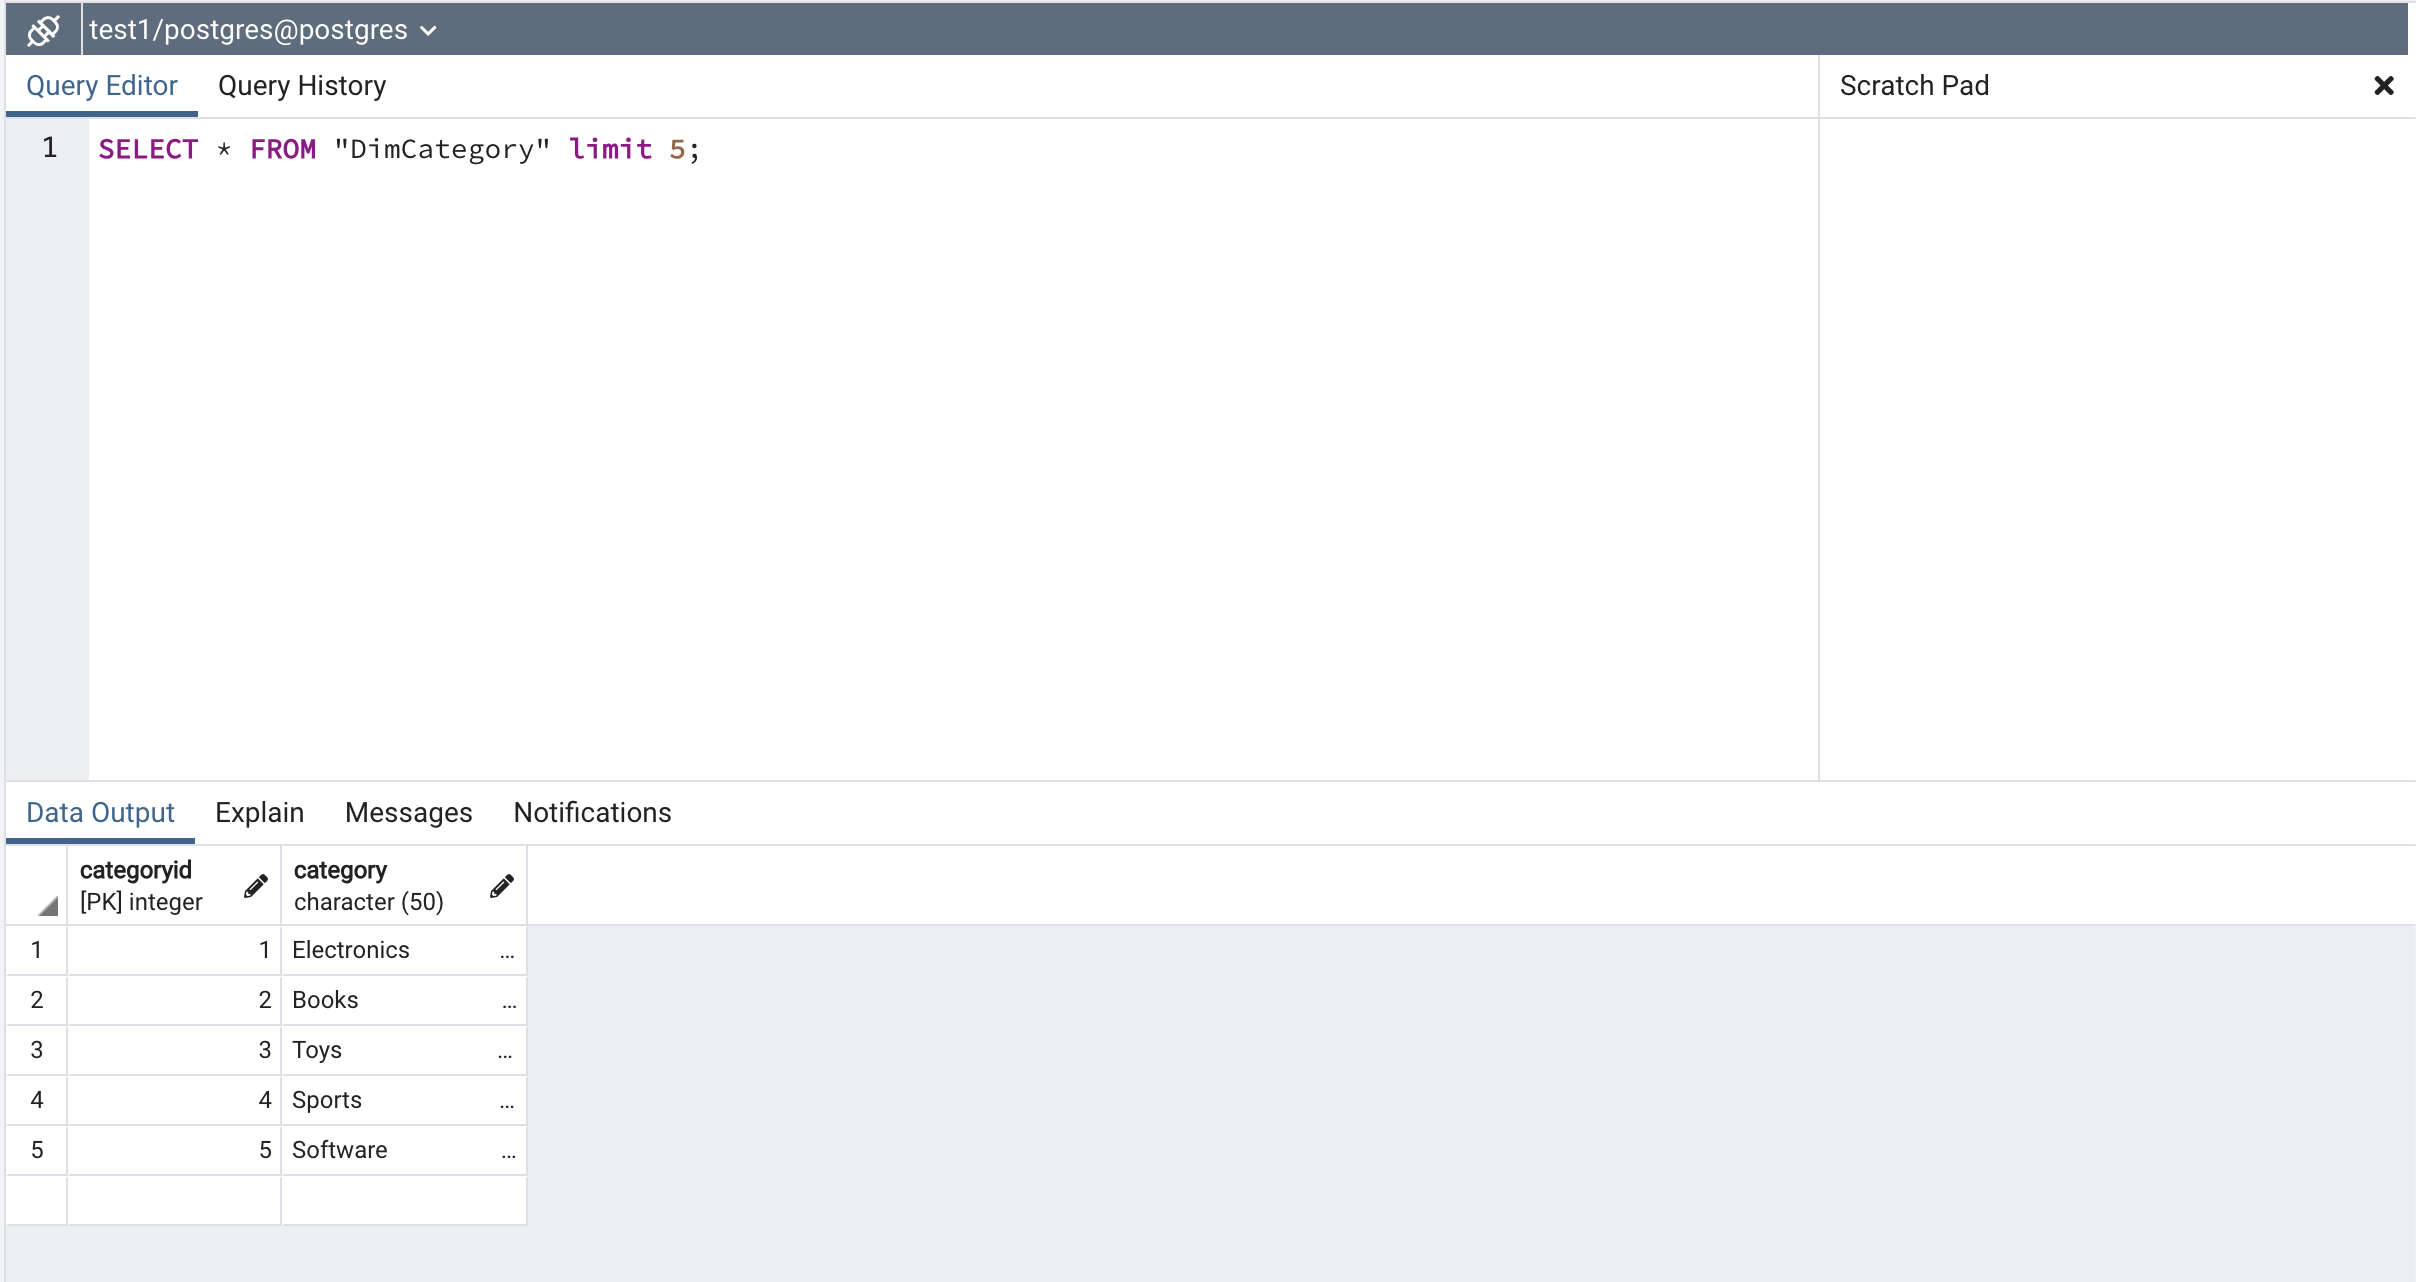 test1/postgres@postgres
Query Editor Query History Scratch Pad
1 SELECT * FROM "DimCategory" limit 5;
Data Output Explain Messages Notifications
categoryid category
[PK] integer character (50)
1 1 Electronics ...
2 2 Books ...
3 3 Toys ...
4 4 Sports ...
5 5 Software ...